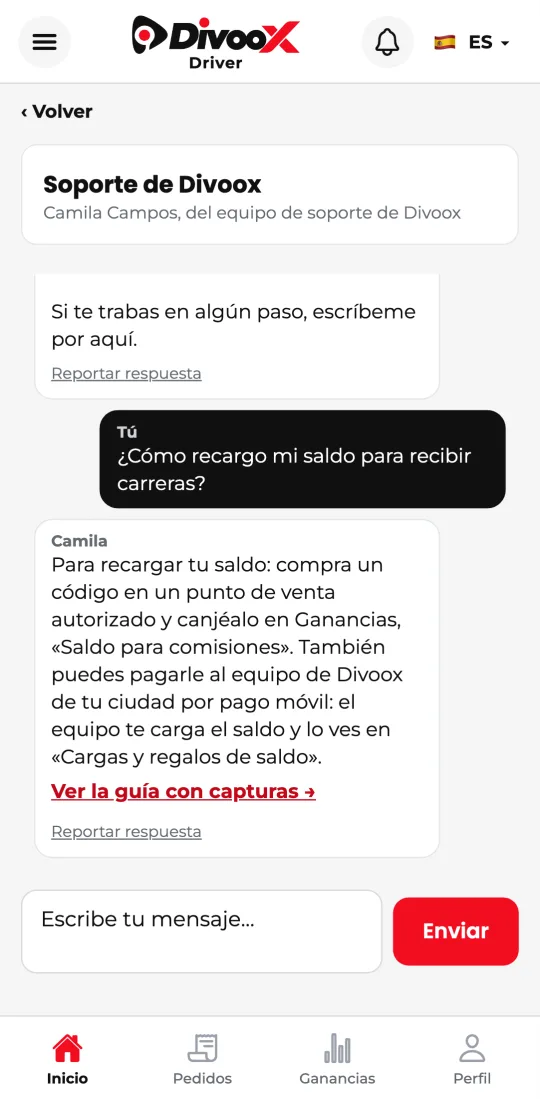 DivooX
Driver
ES
‹ Volver
Soporte de Divoox
Camila Campos, del equipo de soporte de Divoox
Si te trabas en algún paso, escríbeme
por aquí.
Reportar respuesta
Tú
¿Cómo recargo mi saldo para recibir
carreras?
Camila
Para recargar tu saldo: compra un
código en un punto de venta
autorizado y canjéalo en Ganancias,
«Saldo para comisiones». También
puedes pagarle al equipo de Divoox
de tu ciudad por pago móvil: el
equipo te carga el saldo y lo ves en
«Cargas y regalos de saldo».
Ver la guía con capturas →
Reportar respuesta
Escribe tu mensaje...
Enviar
Inicio
Pedidos
Ganancias
Perfil